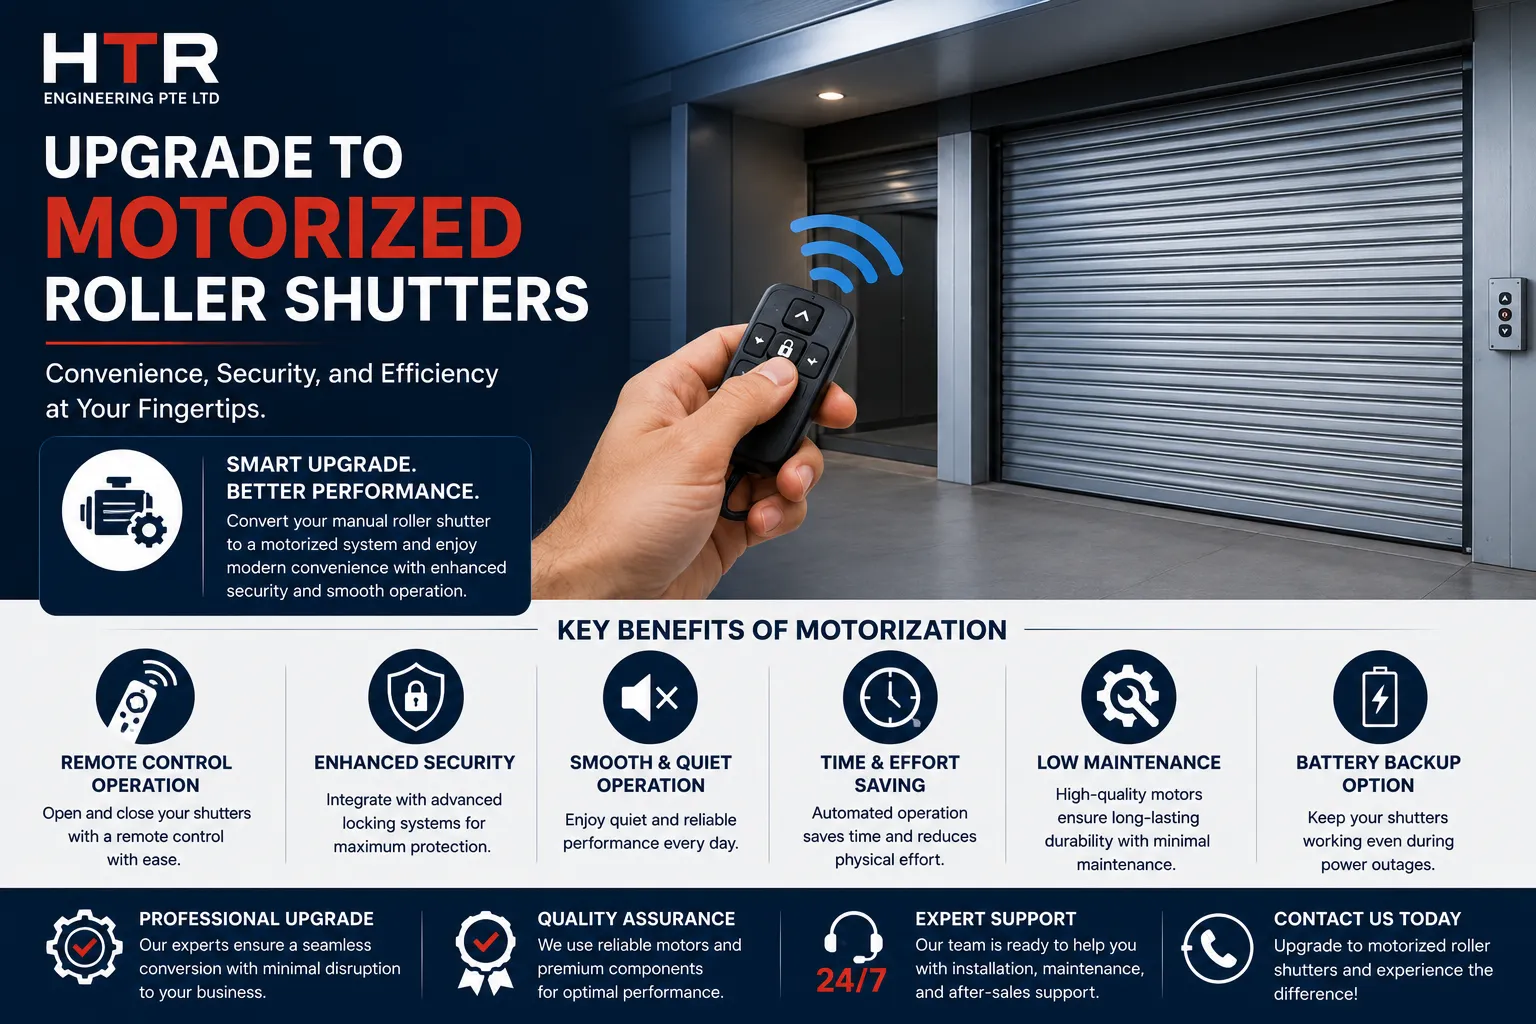 HTR
ENGINEERING PTE LTD
UPGRADE TO
MOTORIZED
ROLLER SHUTTERS
Convenience, Security, and Efficiency
at Your Fingertips.
SMART UPGRADE.
BETTER PERFORMANCE.
Convert your manual roller shutter
to a motorized system and enjoy
modern convenience with enhanced
security and smooth operation.
KEY BENEFITS OF MOTORIZATION
REMOTE CONTROL
OPERATION
Open and close your shutters
with a remote control
with ease.
ENHANCED SECURITY
Integrate with advanced
locking systems for
maximum protection.
SMOOTH & QUIET
OPERATION
Enjoy quiet and reliable
performance every day.
TIME & EFFORT
SAVING
Automated operation
saves time and reduces
physical effort.
LOW MAINTENANCE
High-quality motors
ensure long-lasting
durability with minimal
maintenance.
BATTERY BACKUP
OPTION
Keep your shutters
working even during
power outages.
PROFESSIONAL UPGRADE
Our experts ensure a seamless
conversion with minimal disruption
to your business.
QUALITY ASSURANCE
We use reliable motors and
premium components
for optimal performance.
24/7
EXPERT SUPPORT
Our team is ready to help you
with installation, maintenance,
and after-sales support.
CONTACT US TODAY
Upgrade to motorized roller
shutters and experience the
difference!